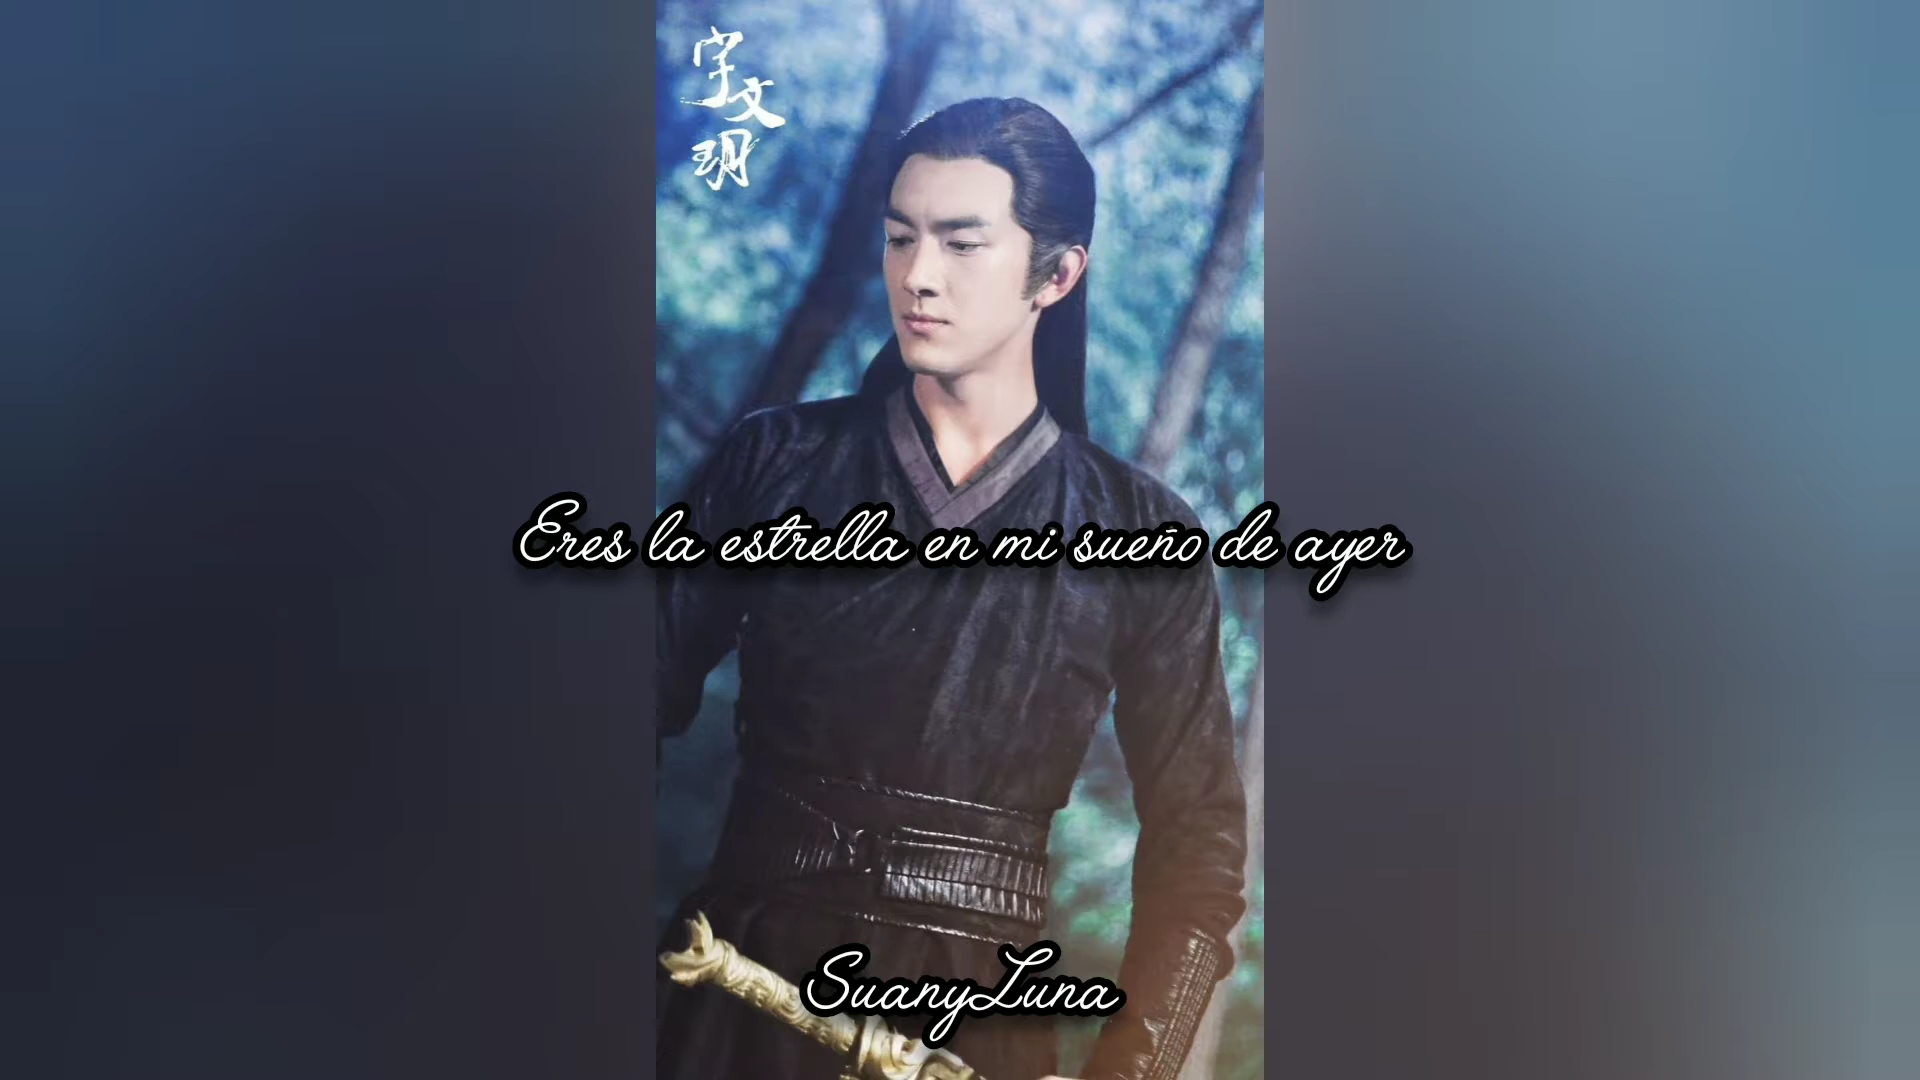 宇文玥
Eres la estrella en mi sueño de ayer
SuanyLuna